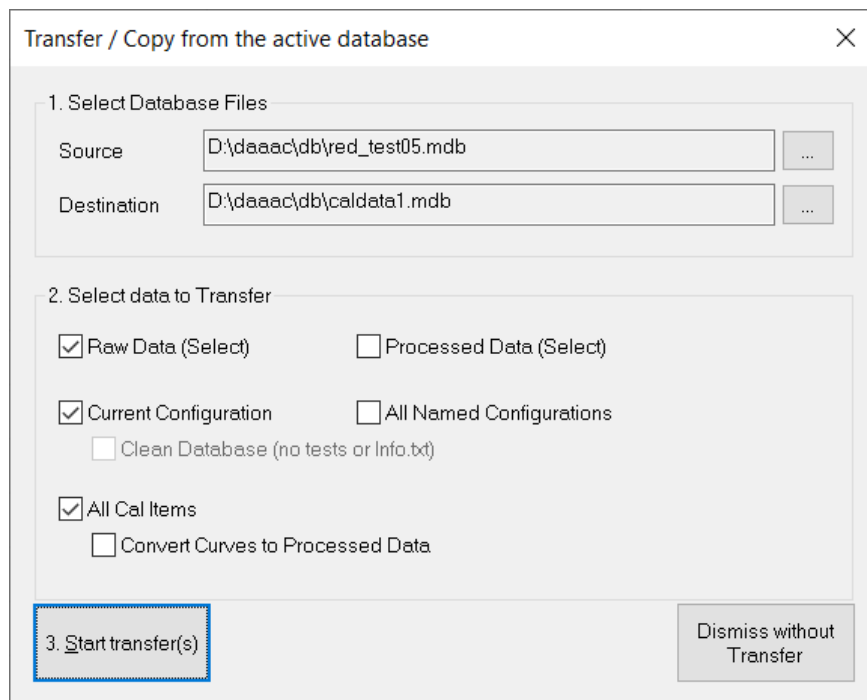 Transfer / Copy from the active database
1. Select Database Files
Source D:\daaac\db\red_test05.mdb ...
Destination D:\daaac\db\caldata1.mdb ...
2. Select data to Transfer
Raw Data (Select) Processed Data (Select)
Current Configuration All Named Configurations
Clean Database (no tests or Info.txt)
All Cal Items
Convert Curves to Processed Data
3. Start transfer(s)
Dismiss without
Transfer